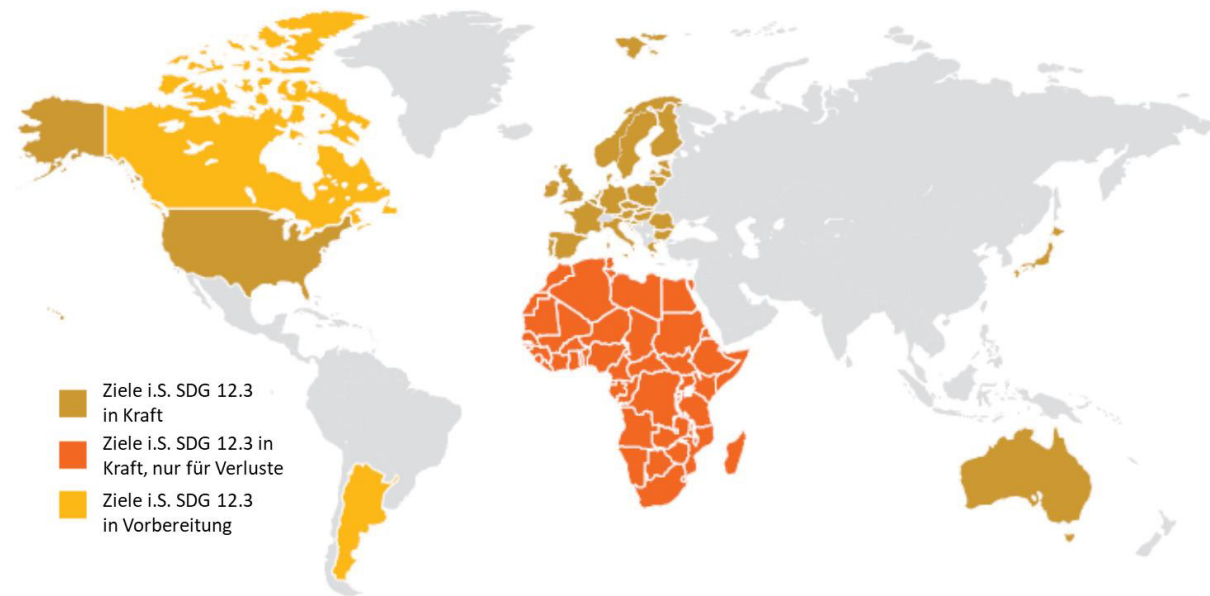 Ziele i.S. SDG 12.3
in Kraft
Ziele i.S. SDG 12.3 in
Kraft, nur für Verluste
Ziele i.S. SDG 12.3
in Vorbereitung